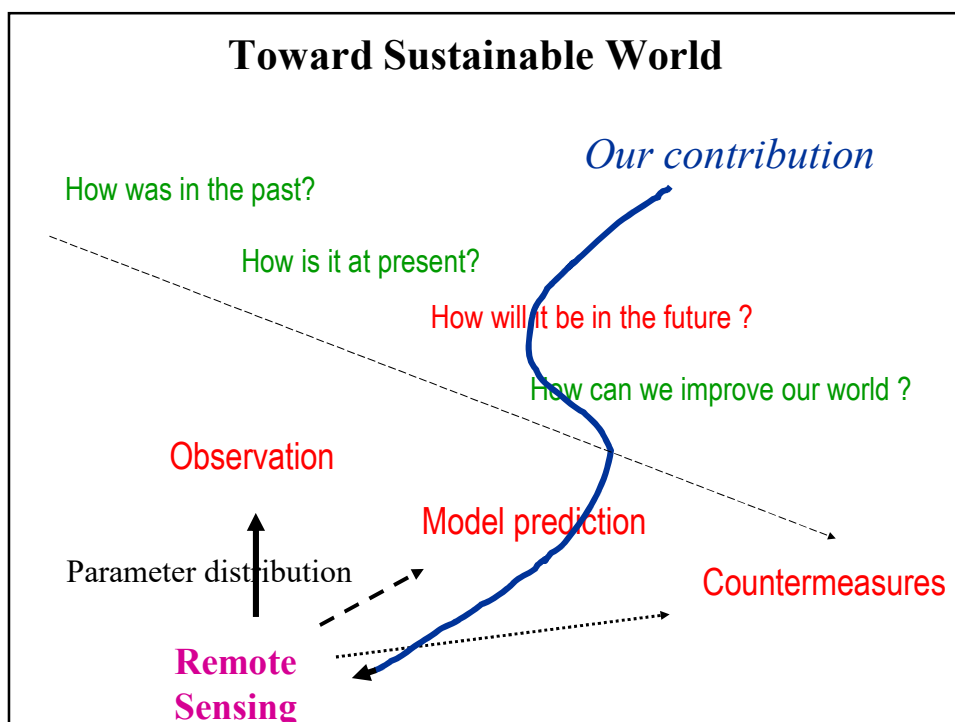 Toward Sustainable World
Our contribution
How was in the past?
How is it at present?
How will it be in the future ?
How can we improve our world ?
Observation
Model prediction
Parameter distribution
Countermeasures
Remote
Sensing